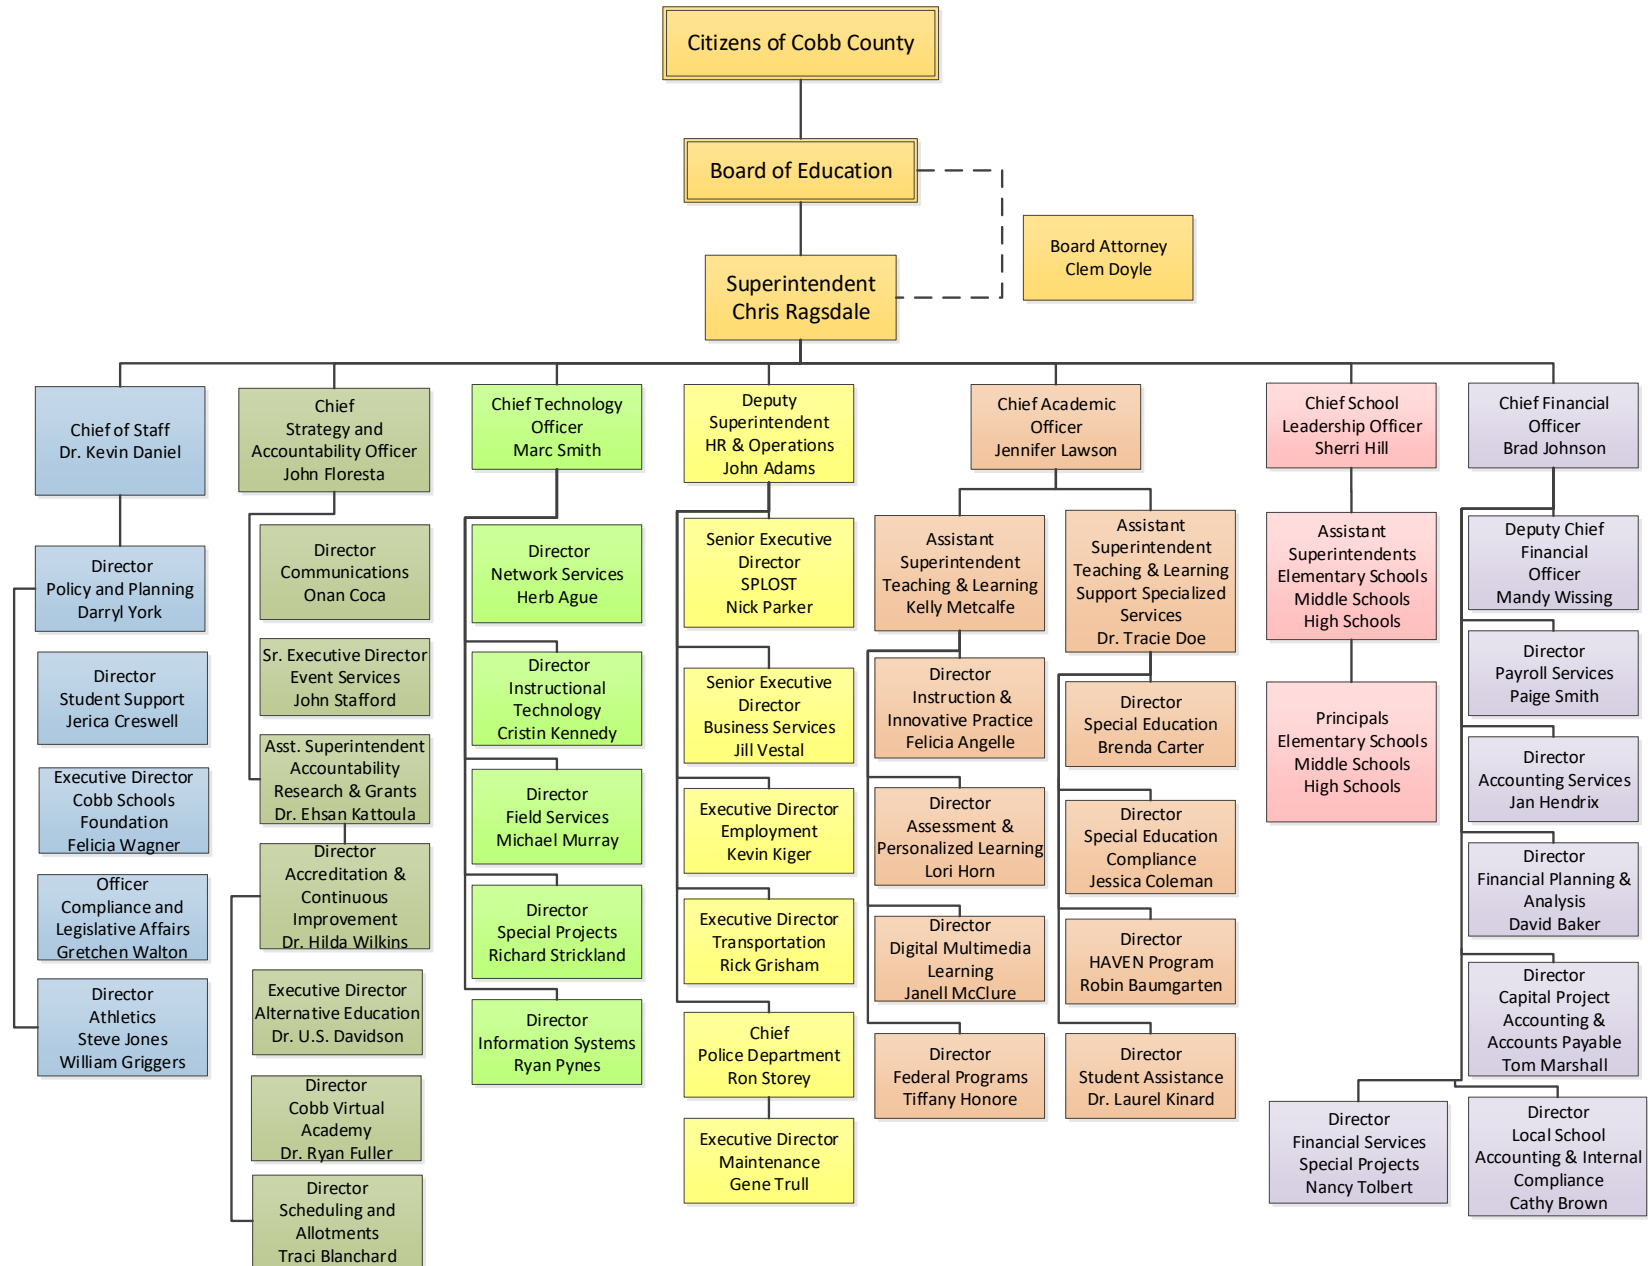 Citizens of Cobb County
Board of Education
Board Attorney
Clem Doyle
Superintendent
Chris Ragsdale
Chief of Staff
Dr. Kevin Daniel
Director
Policy and Planning
Darryl York
Director
Student Support
Jerica Creswell
Executive Director
Cobb Schools
Foundation
Felicia Wagner
Officer
Compliance and
Legislative Affairs
Gretchen Walton
Director
Athletics
Steve Jones
William Griggers
Chief
Strategy and
Accountability Officer
John Floresta
Director
Communications
Onan Coca
Sr. Executive Director
Event Services
John Stafford
Asst. Superintendent
Accountability
Research & Grants
Dr. Ehsan Kattoula
Director
Accreditation &
Continuous
Improvement
Dr. Hilda Wilkins
Executive Director
Alternative Education
Dr. U.S. Davidson
Director
Cobb Virtual
Academy
Dr. Ryan Fuller
Director
Scheduling and
Allotments
Traci Blanchard
Chief Technology
Officer
Marc Smith
Director
Network Services
Herb Ague
Director
Instructional
Technology
Cristin Kennedy
Director
Field Services
Michael Murray
Director
Special Projects
Richard Strickland
Director
Information Systems
Ryan Pynes
Deputy
Superintendent
HR & Operations
John Adams
Senior Executive
Director
SPLOST
Nick Parker
Senior Executive
Director
Business Services
Jill Vestal
Executive Director
Employment
Kevin Kiger
Executive Director
Transportation
Rick Grisham
Chief
Police Department
Ron Storey
Executive Director
Maintenance
Gene Trull
Chief Academic
Officer
Jennifer Lawson
Assistant
Superintendent
Teaching & Learning
Kelly Metcalfe
Director
Instruction &
Innovative Practice
Felicia Angelle
Director
Assessment &
Personalized Learning
Lori Horn
Director
Digital Multimedia
Learning
Janell McClure
Director
Federal Programs
Tiffany Honore
Assistant
Superintendent
Teaching & Learning
Support Specialized
Services
Dr. Tracie Doe
Director
Special Education
Brenda Carter
Director
Special Education
Compliance
Jessica Coleman
Director
HAVEN Program
Robin Baumgarten
Director
Student Assistance
Dr. Laurel Kinard
Chief School
Leadership Officer
Sherri Hill
Assistant
Superintendents
Elementary Schools
Middle Schools
High Schools
Principals
Elementary Schools
Middle Schools
High Schools
Chief Financial
Officer
Brad Johnson
Deputy Chief
Financial
Officer
Mandy Wissing
Director
Payroll Services
Paige Smith
Director
Accounting Services
Jan Hendrix
Director
Financial Planning &
Analysis
David Baker
Director
Capital Project
Accounting &
Accounts Payable
Tom Marshall
Director
Financial Services
Special Projects
Nancy Tolbert
Director
Local School
Accounting & Internal
Compliance
Cathy Brown